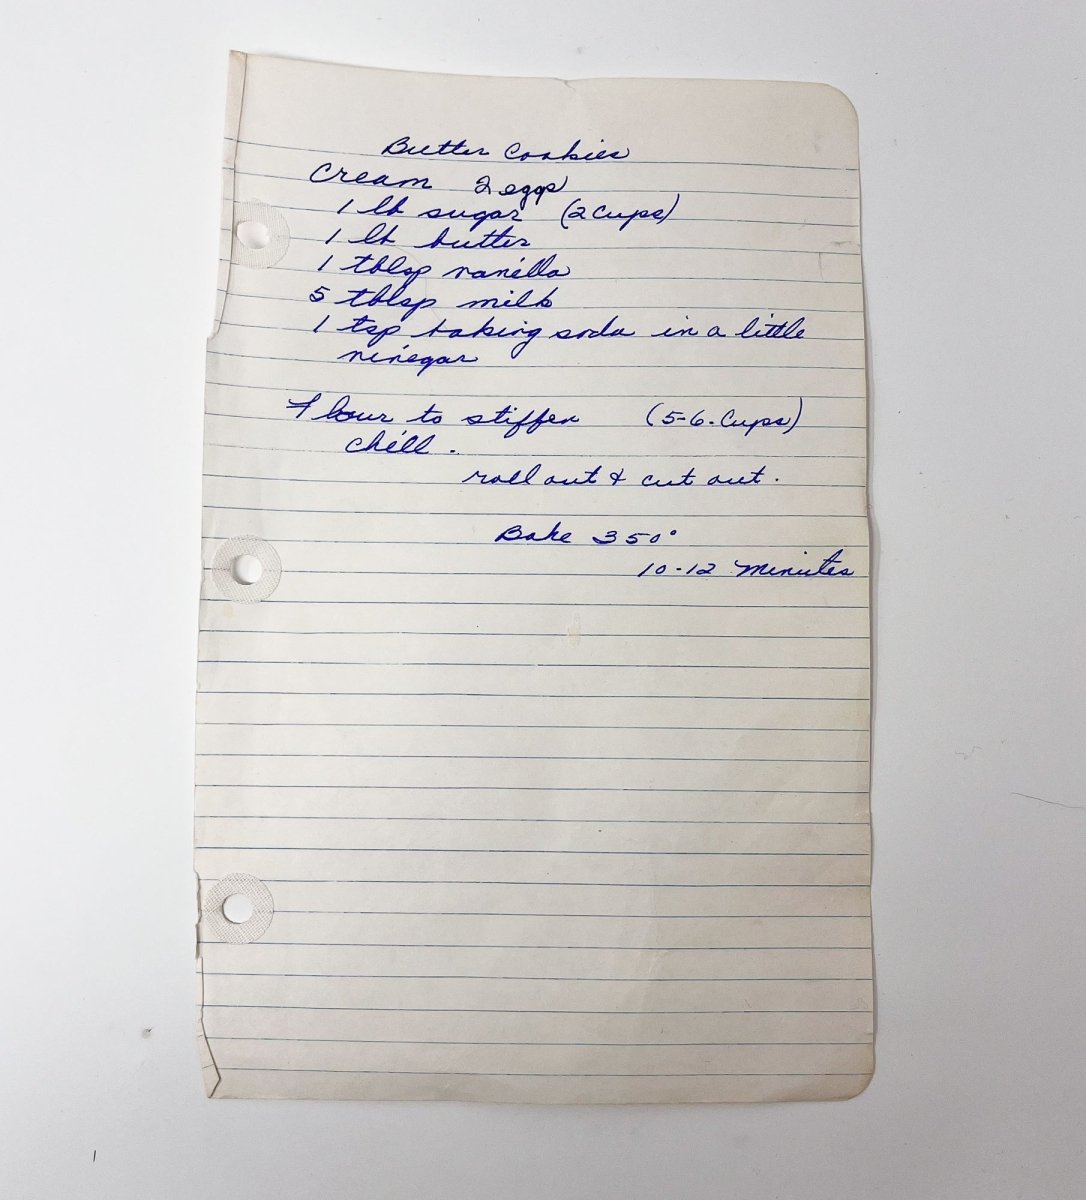 Butter Cookies
Cream 2 eggs
1 lb sugar (2 cups)
1 lb butter
1 tblsp vanilla
5 tblsp milk
1 tsp baking soda in a little
vinegar
Flour to stiffen (5-6. Cups)
chill.
roll out & cut out.
Bake 350°
10-12 minutes